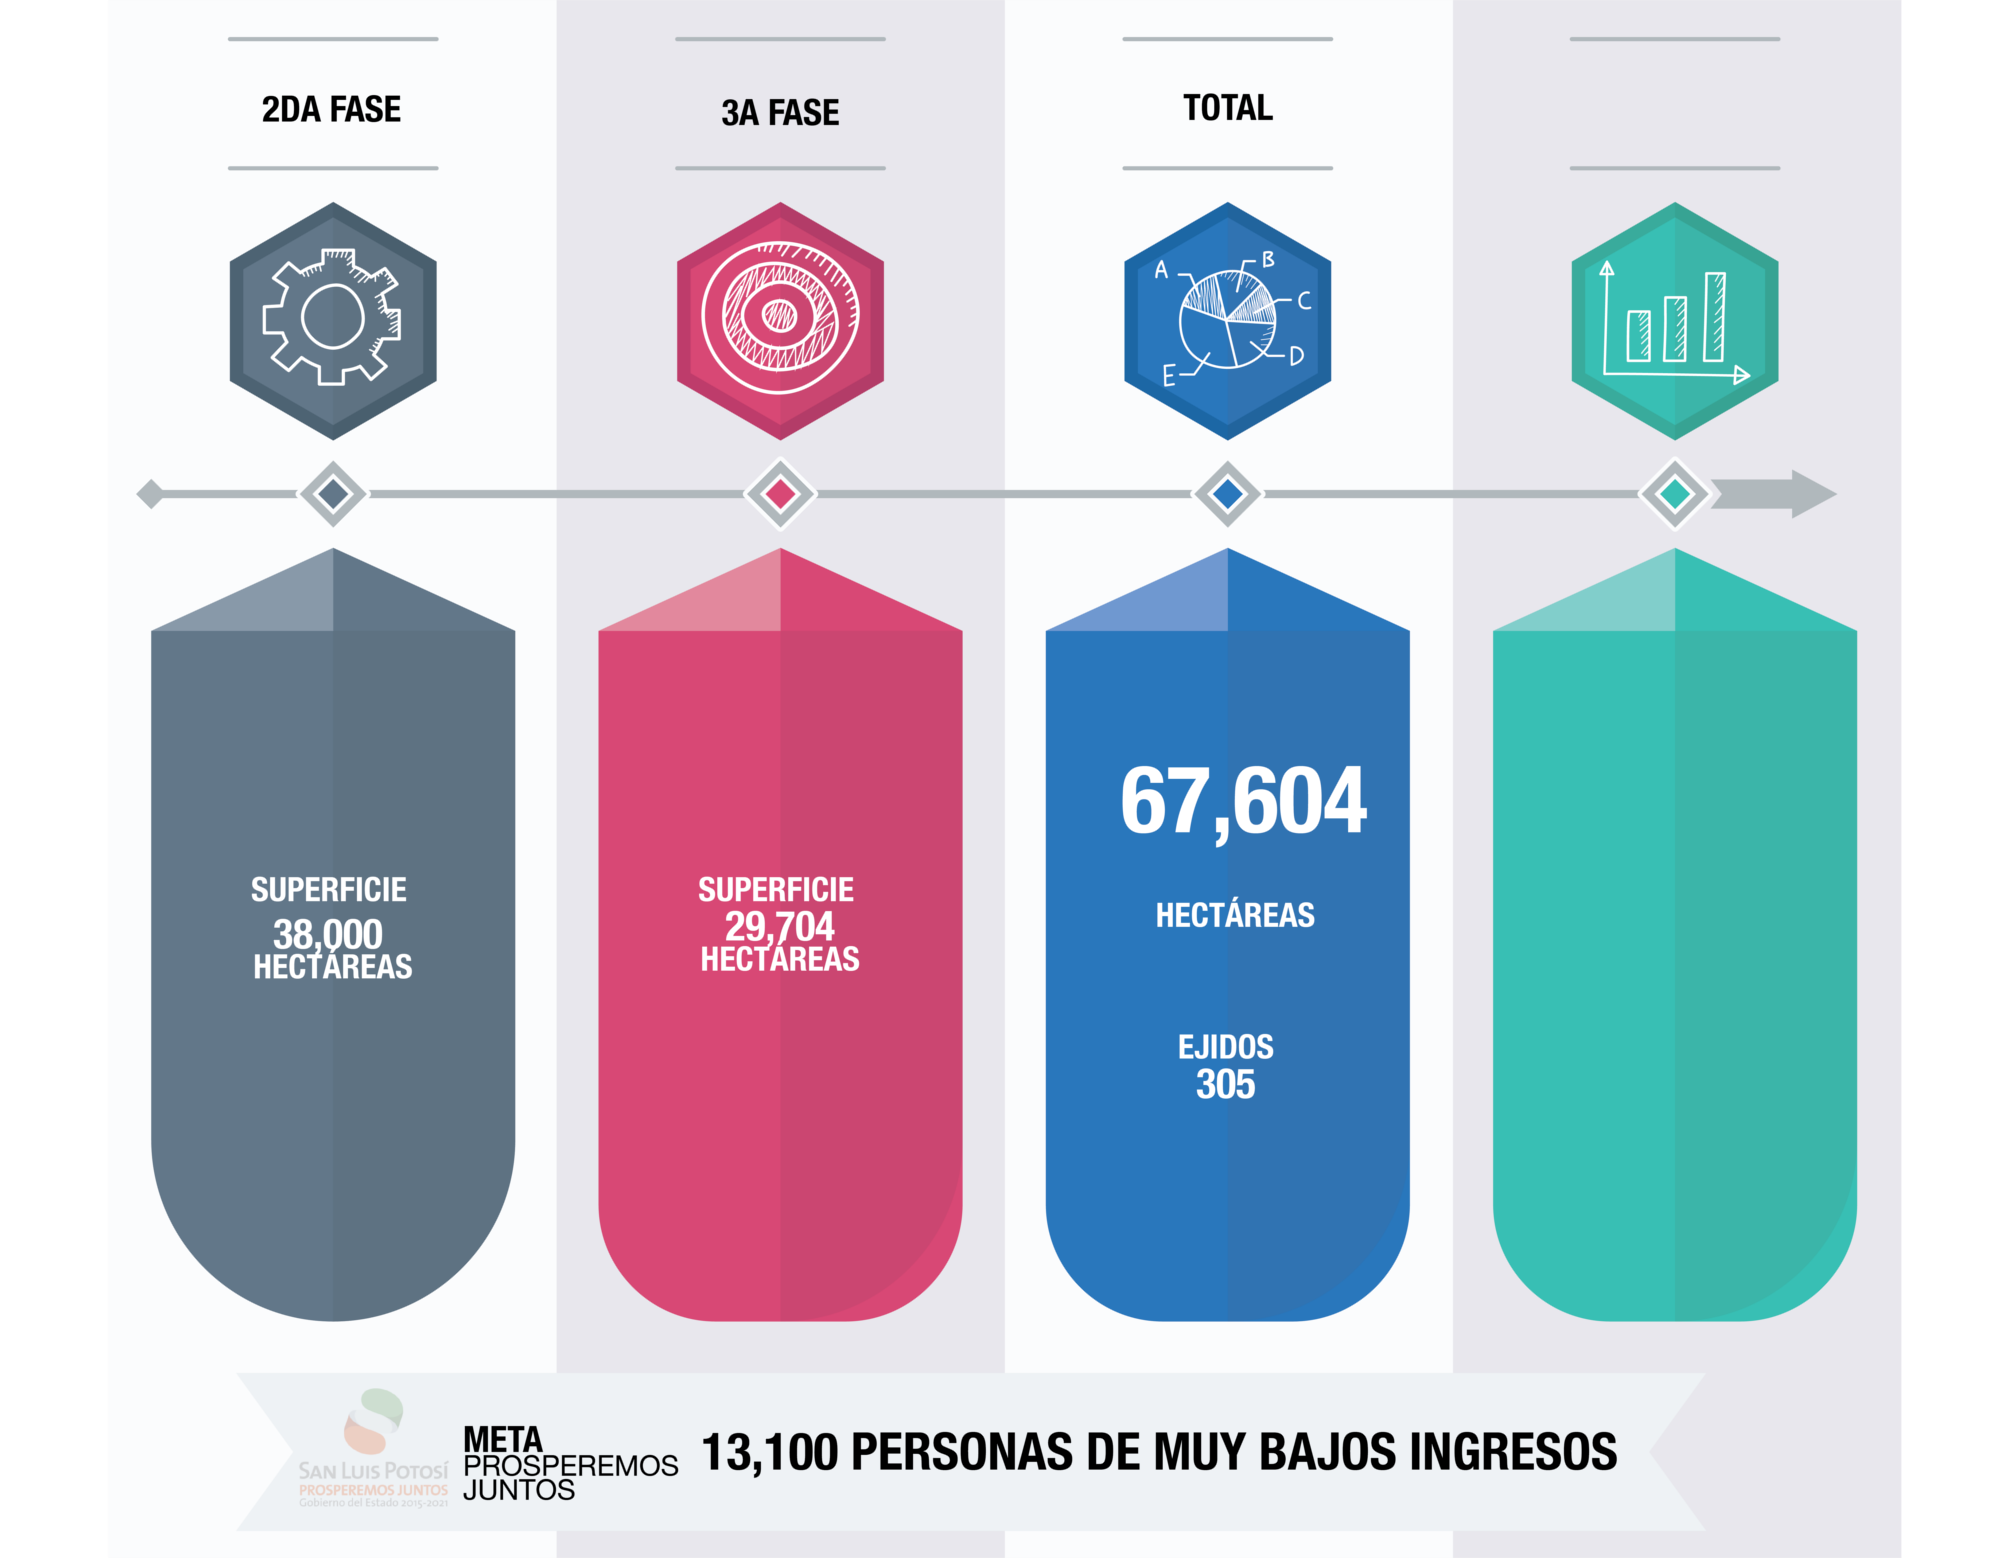 2DA FASE
3A FASE
TOTAL
A
B
C
D
E
SUPERFICIE
38,000
HECTÁREAS
SUPERFICIE
29,704
HECTÁREAS
67,604
HECTÁREAS
EJIDOS
305
SAN LUIS POTOSÍ
PROSPEREMOS JUNTOS
Gobierno del Estado 2015-2021
META
PROSPEREMOS
JUNTOS
13,100 PERSONAS DE MUY BAJOS INGRESOS